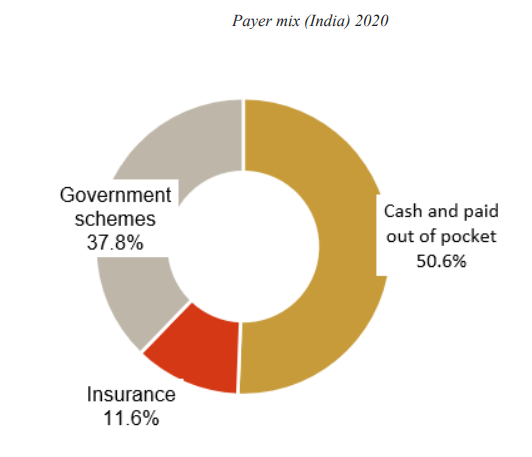 Payer mix (India) 2020
Government
schemes
37.8%
Cash and paid
out of pocket
50.6%
Insurance
11.6%